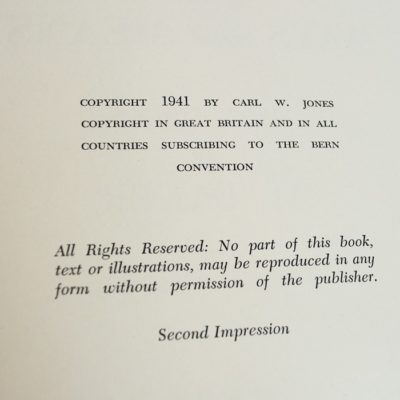 COPYRIGHT 1941 BY CARL W. JONES
COPYRIGHT IN GREAT BRITAIN AND IN ALL
COUNTRIES SUBSCRIBING TO THE BERN
CONVENTION
All Rights Reserved: No part of this book,
text or illustrations, may be reproduced in any
form without permission of the publisher.
Second Impression